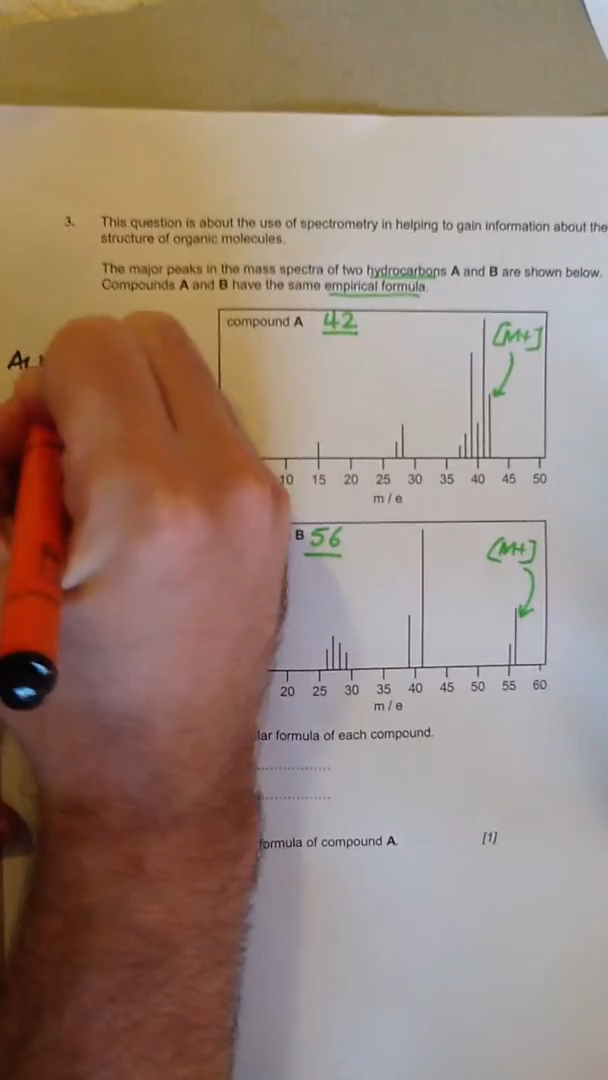 3. This question is about the use of spectrometry in helping to gain information about the
structure of organic molecules.
The major peaks in the mass spectra of two hydrocarbons A and B are shown below.
Compounds A and B have the same empirical formula.
compound A 42
[M+]
10 15 20 25 30 35 40 45 50
m / e
B 56
[M+]
20 25 30 35 40 45 50 55 60
m / e
formula of each compound.
formula of compound A. [1]